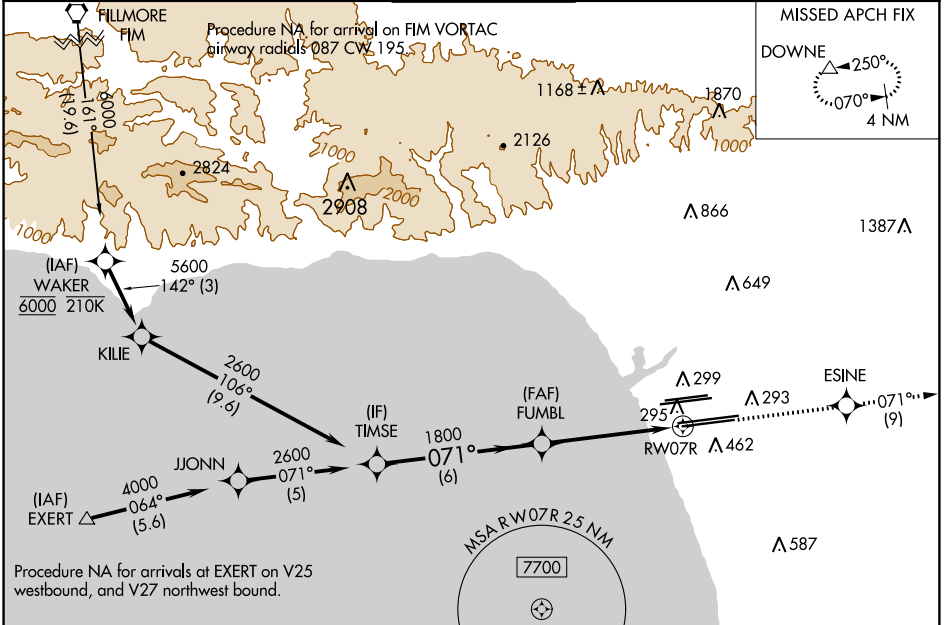 FILLMORE
FIM
Procedure NA for arrival on FIM VORTAC
airway radials 087 CW 195.
MISSED APCH FIX
DOWNE
250°
070°
4 NM
6000
161°
(19.6)
1168 ±
1870
1000
2126
1000
2824
2908
2000
1000
866
1387
(IAF)
WAKER
6000 210K
5600
142° (3)
649
KILIE
2600
106°
(9.6)
299
295
293
ESINE
071°
(9)
(FAF)
FUMBL
(IF)
TIMSE
1800
071°
(6)
RW07R
462
JJONN
2600
071°
(5)
(IAF)
EXERT
4000
064°
(5.6)
MSA RW07R 25 NM
7700
587
Procedure NA for arrivals at EXERT on V25
westbound, and V27 northwest bound.